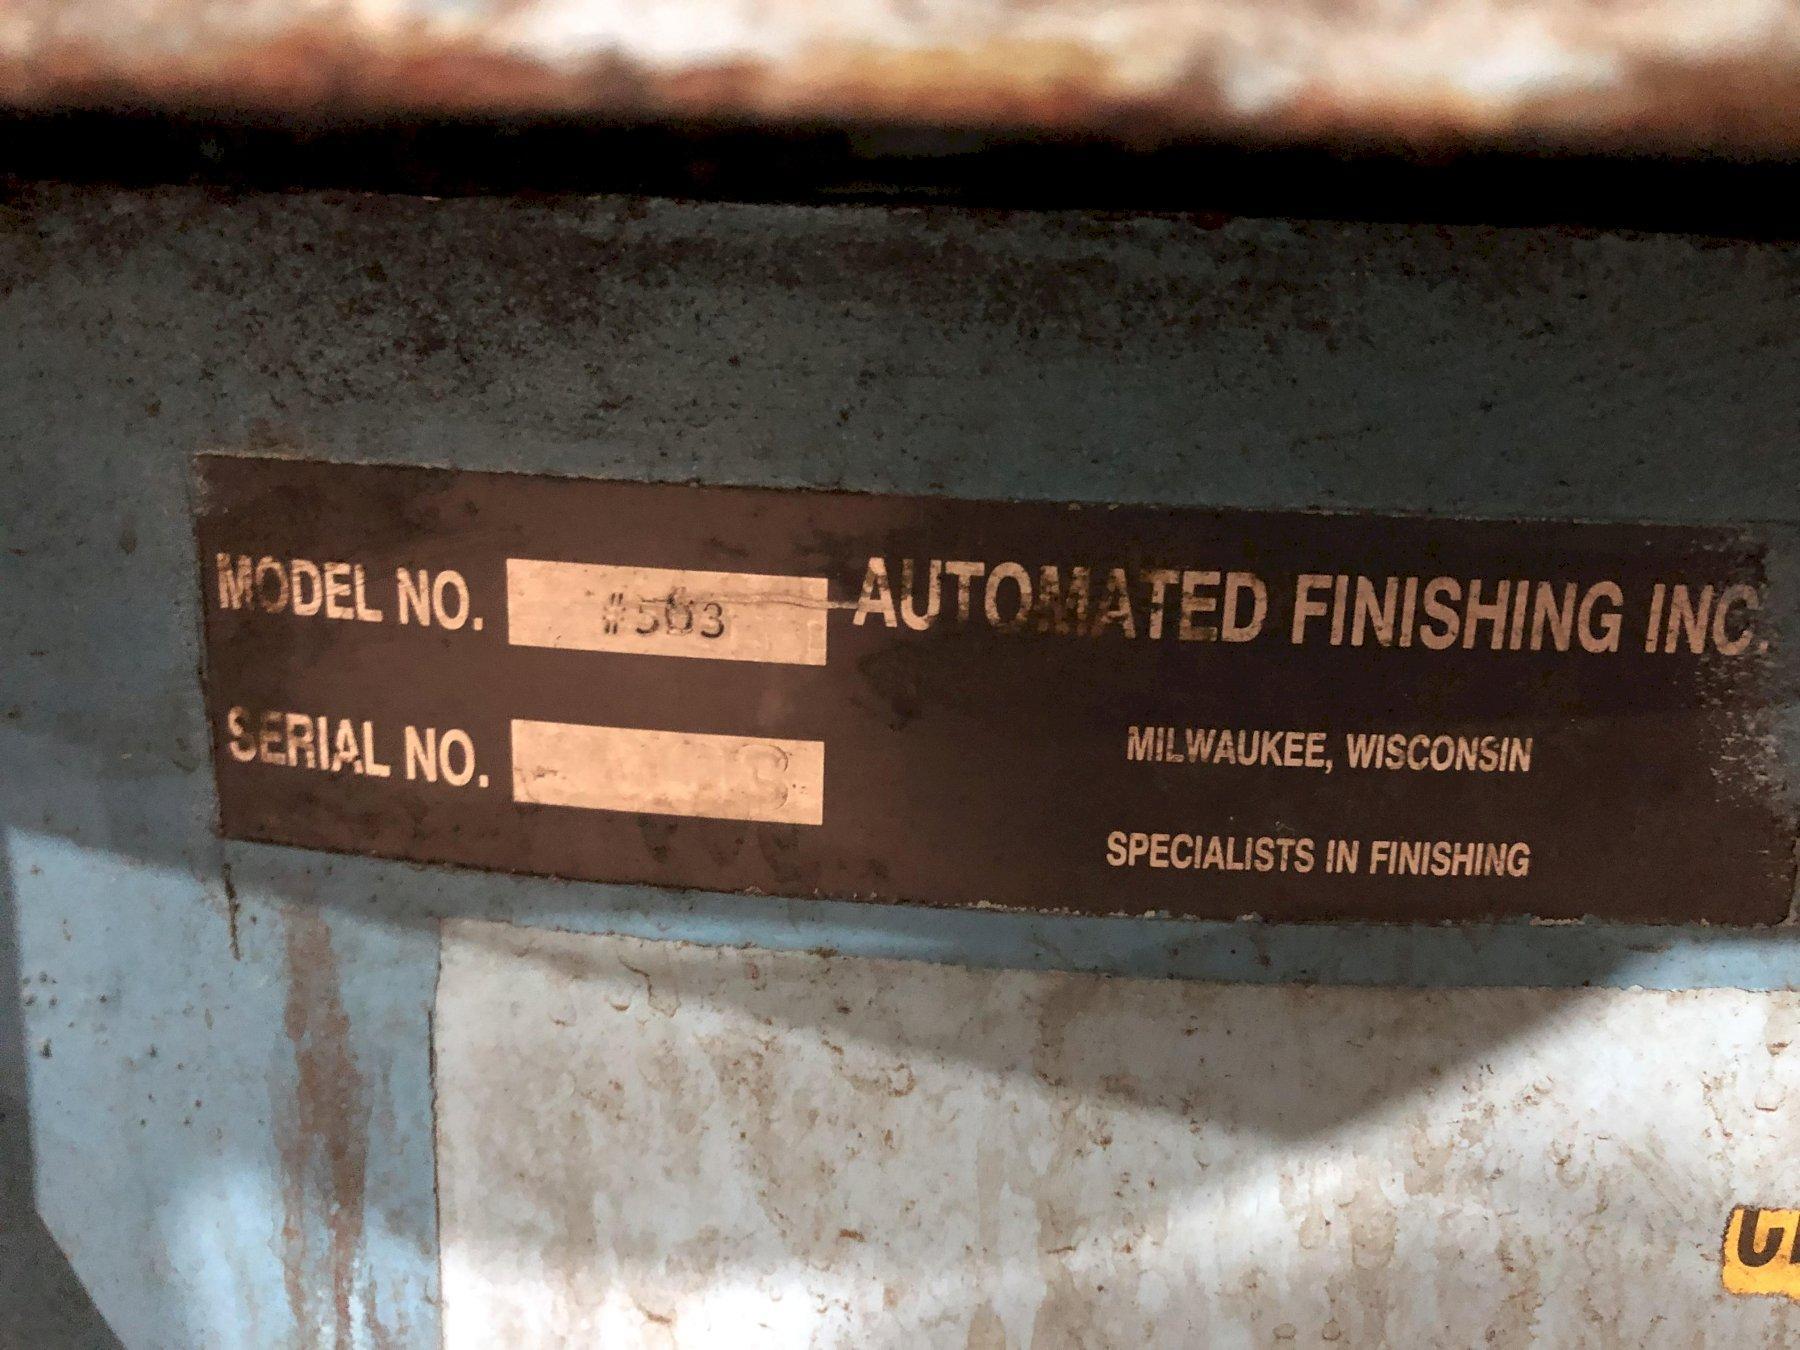 MODEL NO. #503
AUTOMATED FINISHING INC.
SERIAL NO.
MILWAUKEE, WISCONSIN
SPECIALISTS IN FINISHING